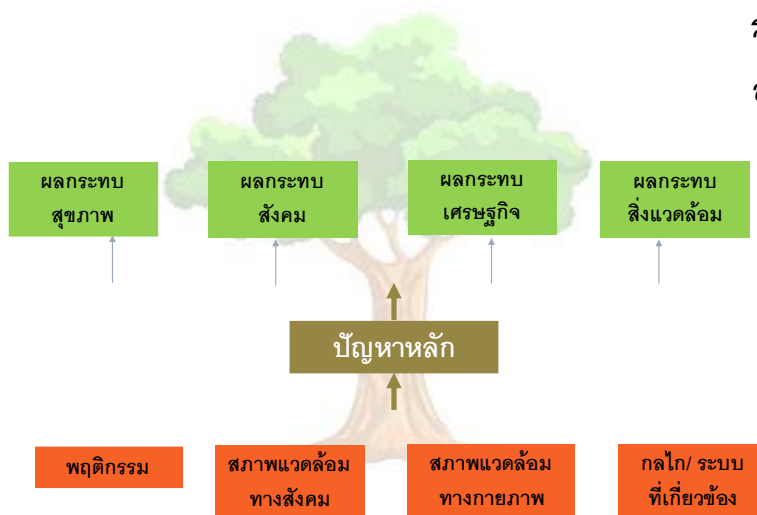 ผลกระทบ
สุขภาพ
ผลกระทบ
สังคม
ผลกระทบ
เศรษฐกิจ
ผลกระทบ
สิ่งแวดล้อม
ปัญหาหลัก
พฤติกรรม
สภาพแวดล้อม
ทางสังคม
สภาพแวดล้อม
ทางกายภาพ
กลไก/ ระบบ
ที่เกี่ยวข้อง